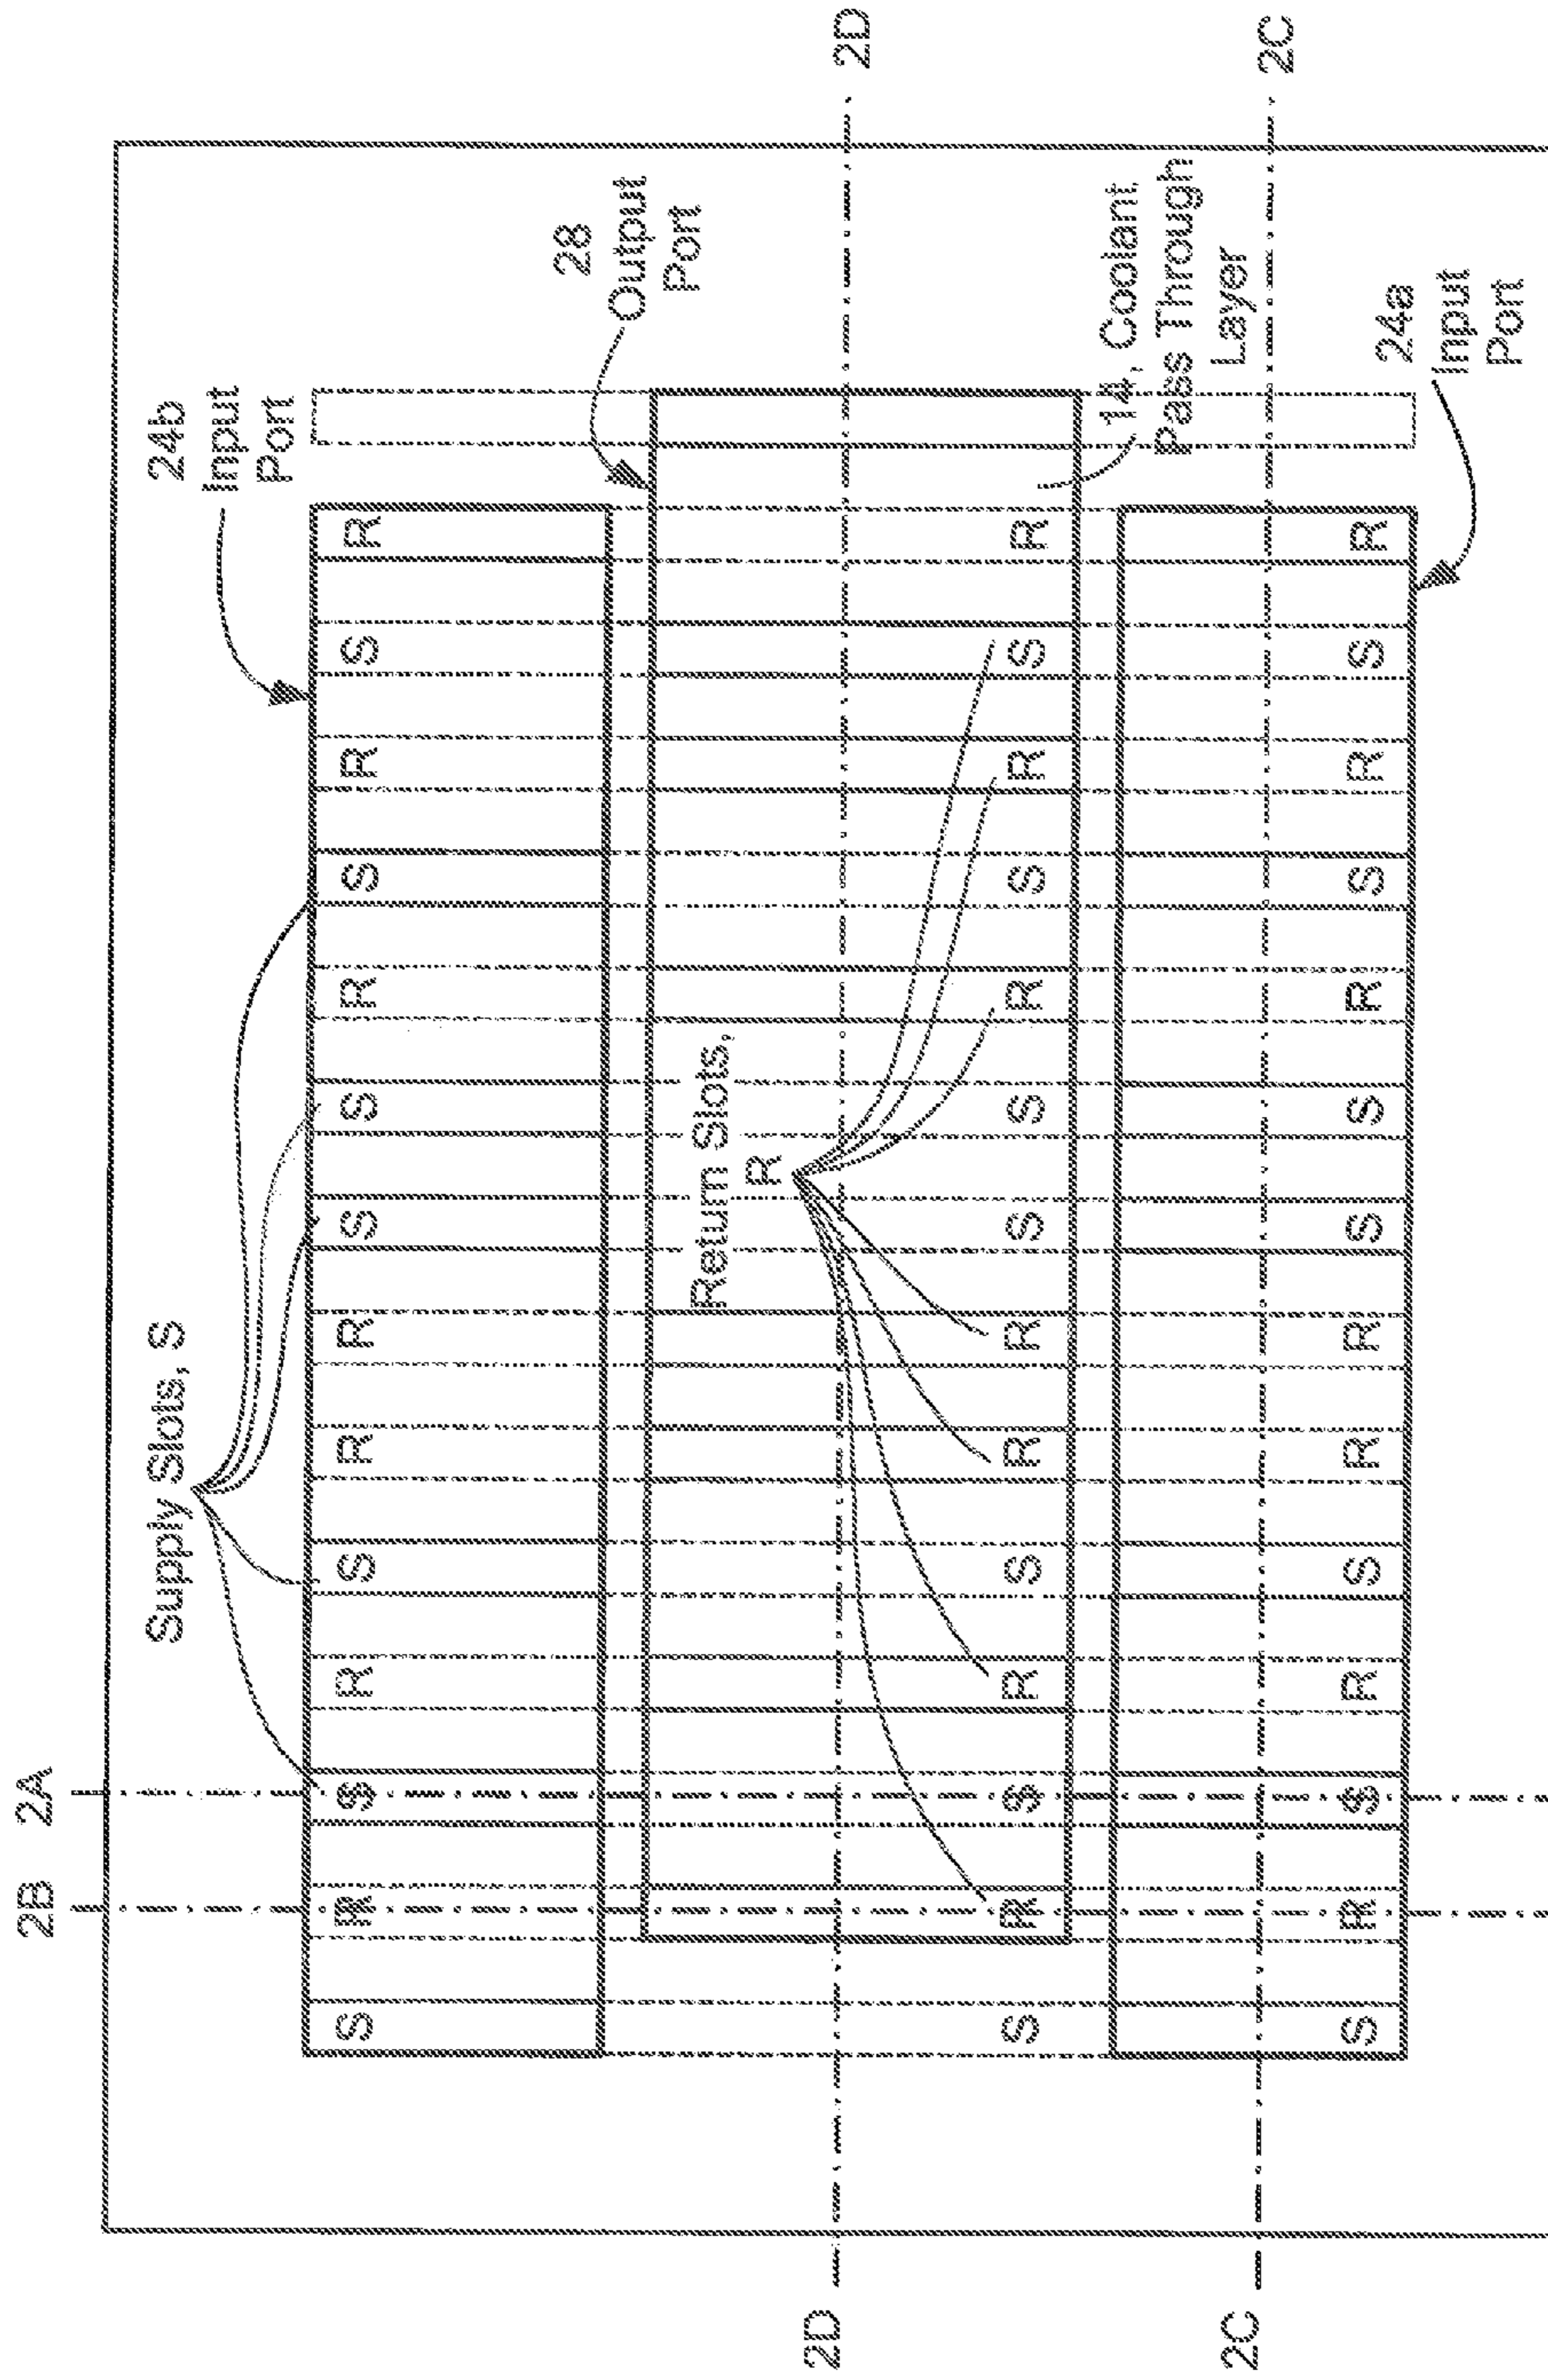 2B 2A
Supply Slots, S
24b
Input
Port
S R S R S R R S S R S R S R
28
Output
Port
Return Slots,
R
2D 2D
S R S R S R R S S R S R S R
14, Coolant
Pass Through
Layer
2C 2C
S R S R S R R S S R S R S R
24a
Input
Port